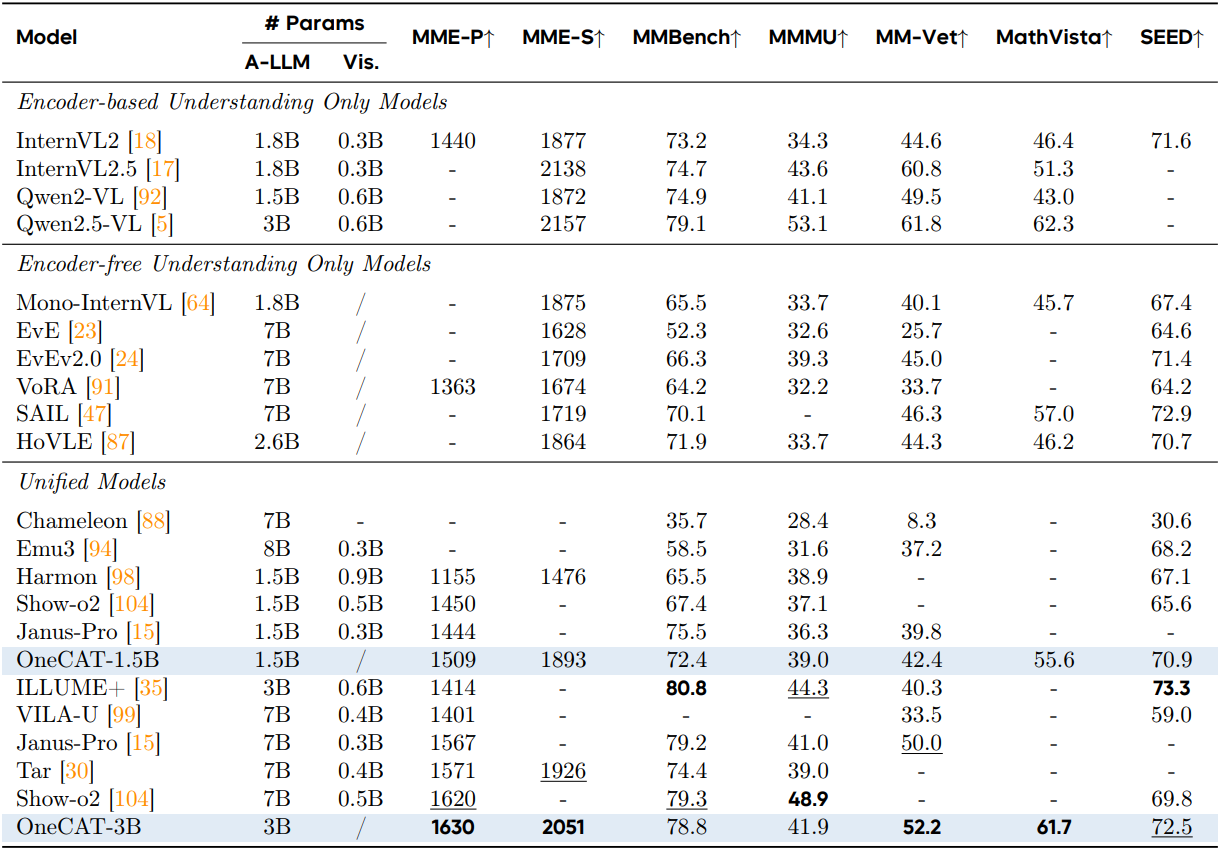 Model # Params MME-P↑ MME-S↑ MMBench↑ MMMU↑ MM-Vet↑ MathVista↑ SEED↑
A-LLM Vis.
Encoder-based Understanding Only Models
InternVL2 [18] 1.8B 0.3B 1440 1877 73.2 34.3 44.6 46.4 71.6
InternVL2.5 [17] 1.8B 0.3B - 2138 74.7 43.6 60.8 51.3 -
Qwen2-VL [92] 1.5B 0.6B - 1872 74.9 41.1 49.5 43.0 -
Qwen2.5-VL [5] 3B 0.6B - 2157 79.1 53.1 61.8 62.3 -
Encoder-free Understanding Only Models
Mono-InternVL [64] 1.8B / - 1875 65.5 33.7 40.1 45.7 67.4
EvE [23] 7B / - 1628 52.3 32.6 25.7 - 64.6
EvEv2.0 [24] 7B / - 1709 66.3 39.3 45.0 - 71.4
VoRA [91] 7B / 1363 1674 64.2 32.2 33.7 - 64.2
SAIL [47] 7B / - 1719 70.1 - 46.3 57.0 72.9
HoVLE [87] 2.6B / - 1864 71.9 33.7 44.3 46.2 70.7
Unified Models
Chameleon [88] 7B - - - 35.7 28.4 8.3 - 30.6
Emu3 [94] 8B 0.3B - - 58.5 31.6 37.2 - 68.2
Harmon [98] 1.5B 0.9B 1155 1476 65.5 38.9 - - 67.1
Show-o2 [104] 1.5B 0.5B 1450 - 67.4 37.1 - - 65.6
Janus-Pro [15] 1.5B 0.3B 1444 - 75.5 36.3 39.8 - -
OneCAT-1.5B 1.5B / 1509 1893 72.4 39.0 42.4 55.6 70.9
ILLUME+ [35] 3B 0.6B 1414 - 80.8 44.3 40.3 - 73.3
VILA-U [99] 7B 0.4B 1401 - - - 33.5 - 59.0
Janus-Pro [15] 7B 0.3B 1567 - 79.2 41.0 50.0 - -
Tar [30] 7B 0.4B 1571 1926 74.4 39.0 - - -
Show-o2 [104] 7B 0.5B 1620 - 79.3 48.9 - - 69.8
OneCAT-3B 3B / 1630 2051 78.8 41.9 52.2 61.7 72.5